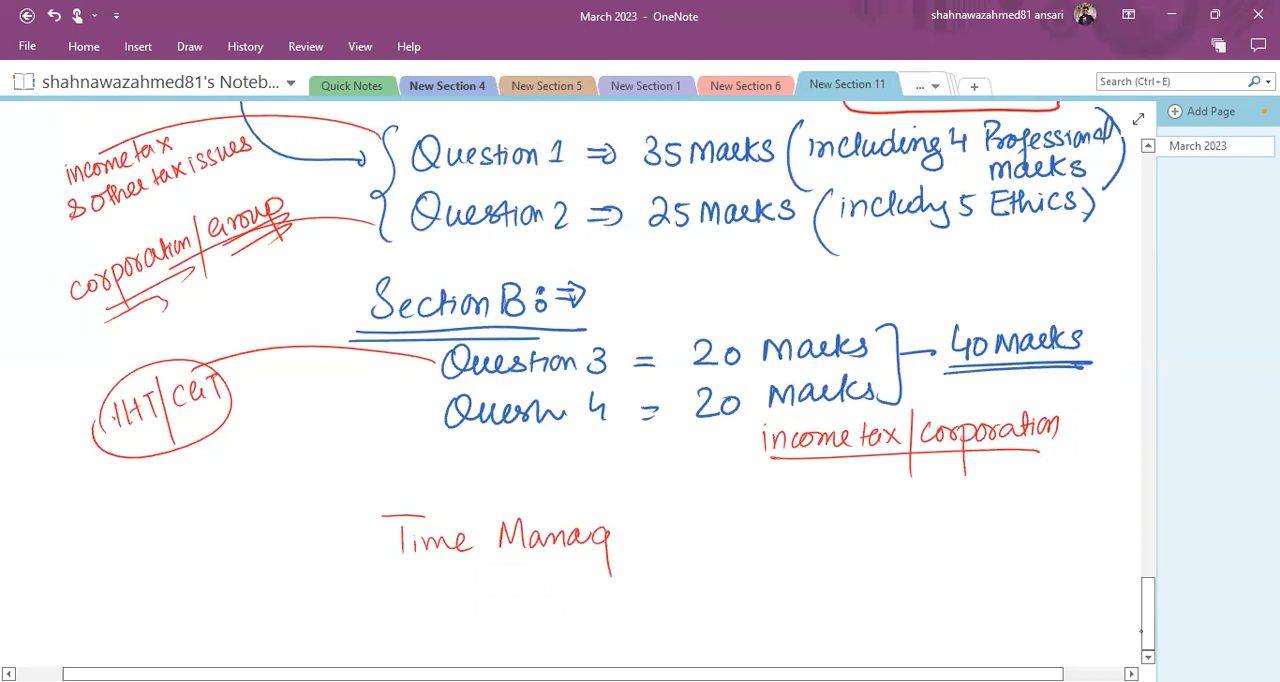 March 2023 - OneNote
shahnawazahmed81 ansari
File Home Insert Draw History Review View Help
shahnawazahmed81's Noteb...
Quick Notes New Section 4 New Section 5 New Section 1 New Section 6 New Section 11 ...
Search (Ctrl+E)
Add Page
March 2023
income tax
& other tax issues
corporation/Group
Question 1 ⇒ 35 Marks (including 4 Professional
marks)
Question 2 ⇒ 25 Marks (includy 5 Ethics)
Section B: ⇒
Question 3 = 20 Marks
Quesn 4 = 20 Marks
40 Marks
IHT/CGT
income tax | corporation
Time Manag